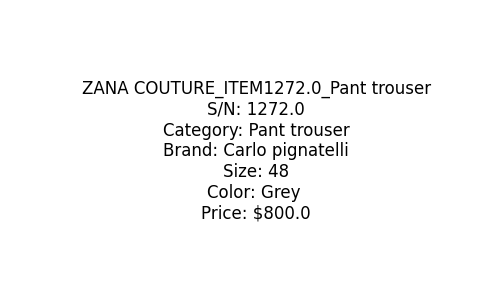 ZANA COUTURE_ITEM1272.0_Pant trouser
S/N: 1272.0
Category: Pant trouser
Brand: Carlo pignatelli
Size: 48
Color: Grey
Price: $800.0